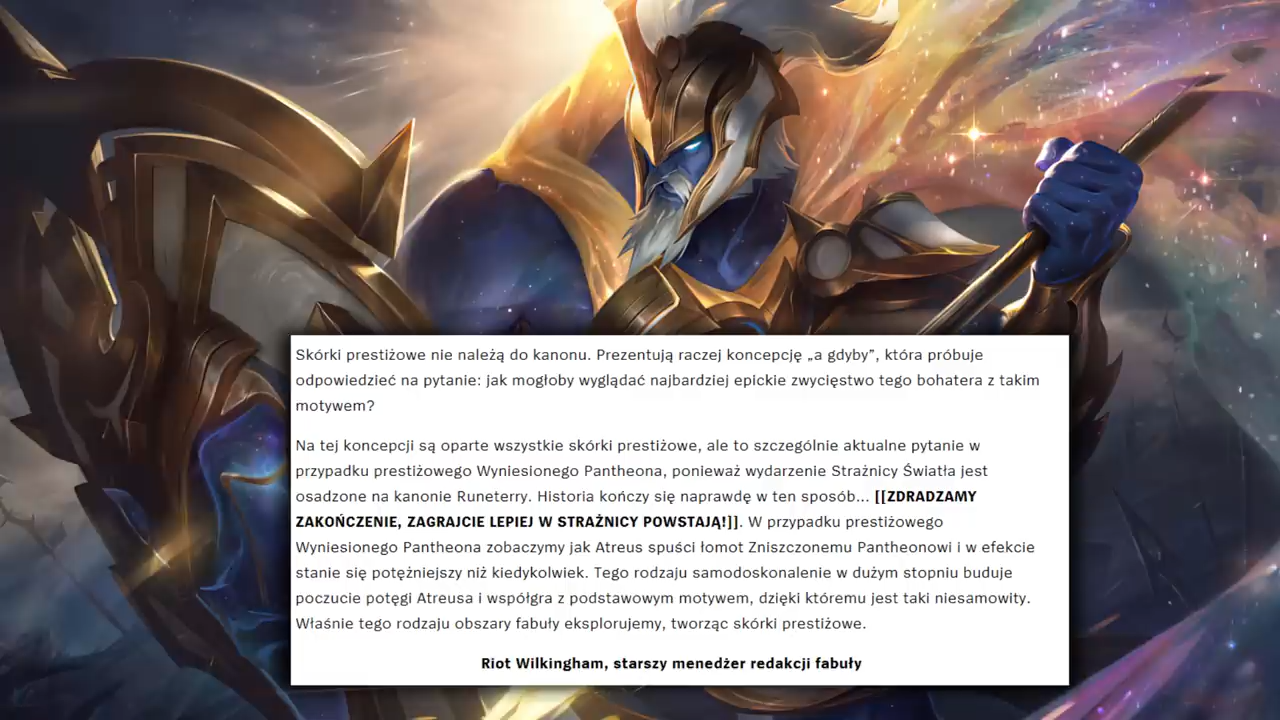 Skórki prestiżowe nie należą do kanonu. Prezentują raczej koncepcję „a gdyby”, która próbuje
odpowiedzieć na pytanie: jak mogłoby wyglądać najbardziej epickie zwycięstwo tego bohatera z takim
motywem?
Na tej koncepcji są oparte wszystkie skórki prestiżowe, ale to szczególnie aktualne pytanie w
przypadku prestiżowego Wyniesionego Pantheona, ponieważ wydarzenie Strażnicy Światła jest
osadzone na kanonie Runeterry. Historia kończy się naprawdę w ten sposób... [[ZDRADZAMY
ZAKOŃCZENIE, ZAGRAJCIE LEPIEJ W STRAŻNICY POWSTAJĄ!]]. W przypadku prestiżowego
Wyniesionego Pantheona zobaczymy jak Atreus spuści łomot Zniszczonemu Pantheonowi i w efekcie
stanie się potężniejszy niż kiedykolwiek. Tego rodzaju samodoskonalenie w dużym stopniu buduje
poczucie potęgi Atreusa i współgra z podstawowym motywem, dzięki któremu jest taki niesamowity.
Właśnie tego rodzaju obszary fabuły eksplorujemy, tworząc skórki prestiżowe.
Riot Wilkingham, starszy menedżer redakcji fabuły